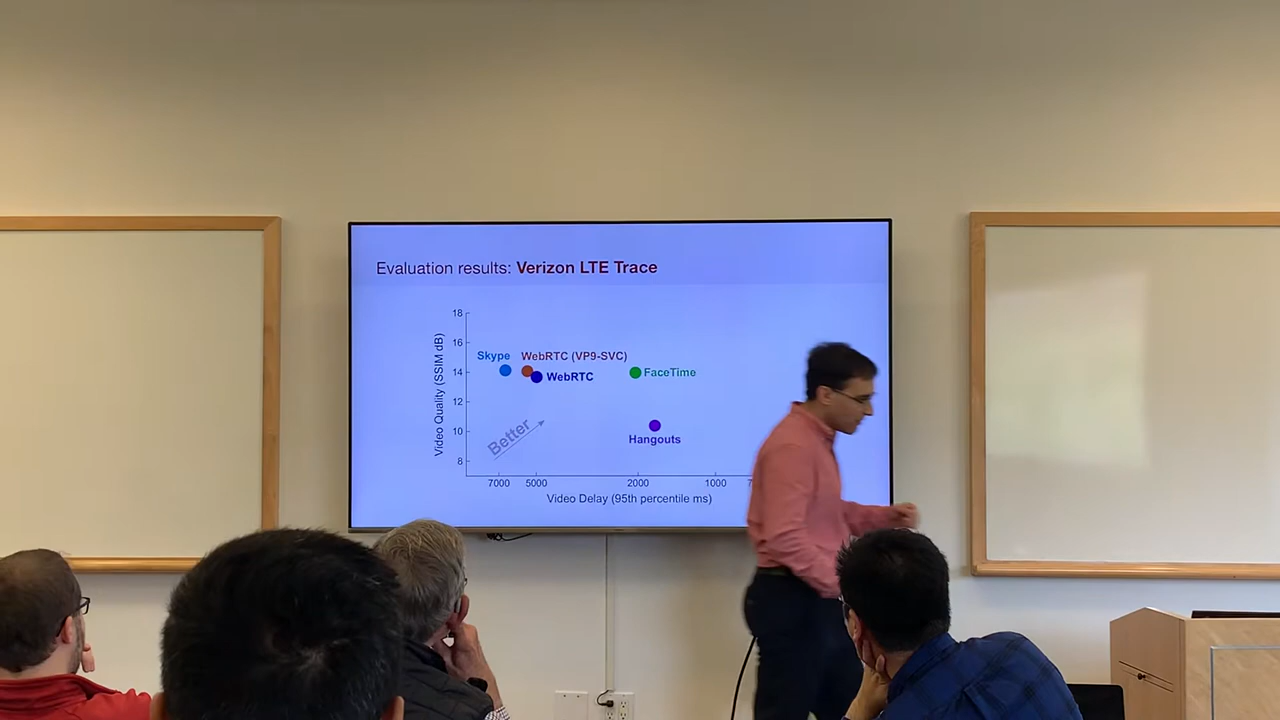 Evaluation results: Verizon LTE Trace
18
16
14
12
10
8
Video Quality (SSIM dB)
Skype
WebRTC (VP9-SVC)
WebRTC
FaceTime
Better
Hangouts
7000 5000 2000 1000
Video Delay (95th percentile ms)